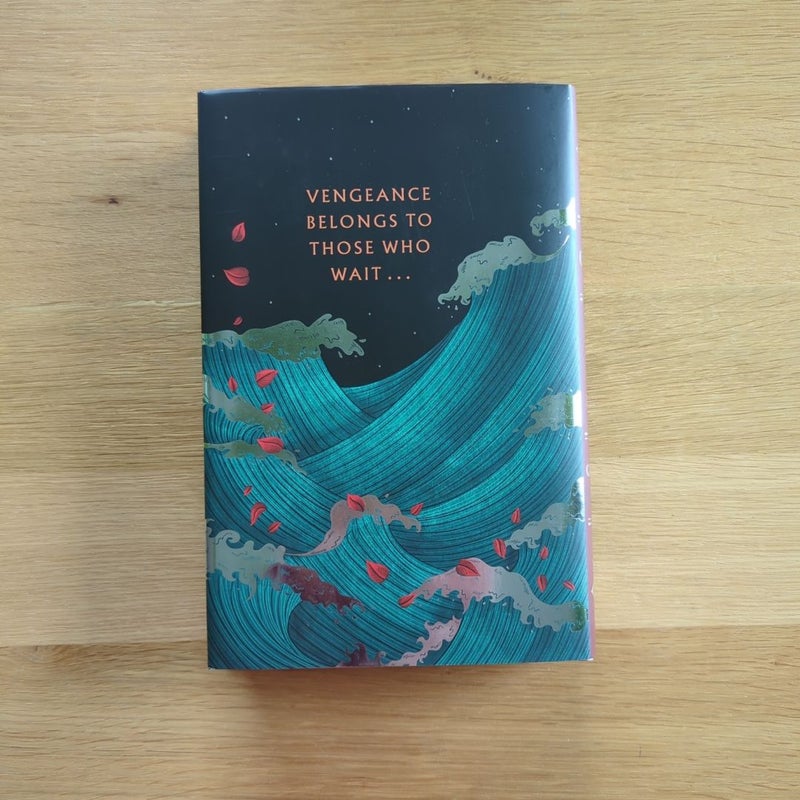 VENGEANCE
BELONGS TO
THOSE WHO
WAIT...